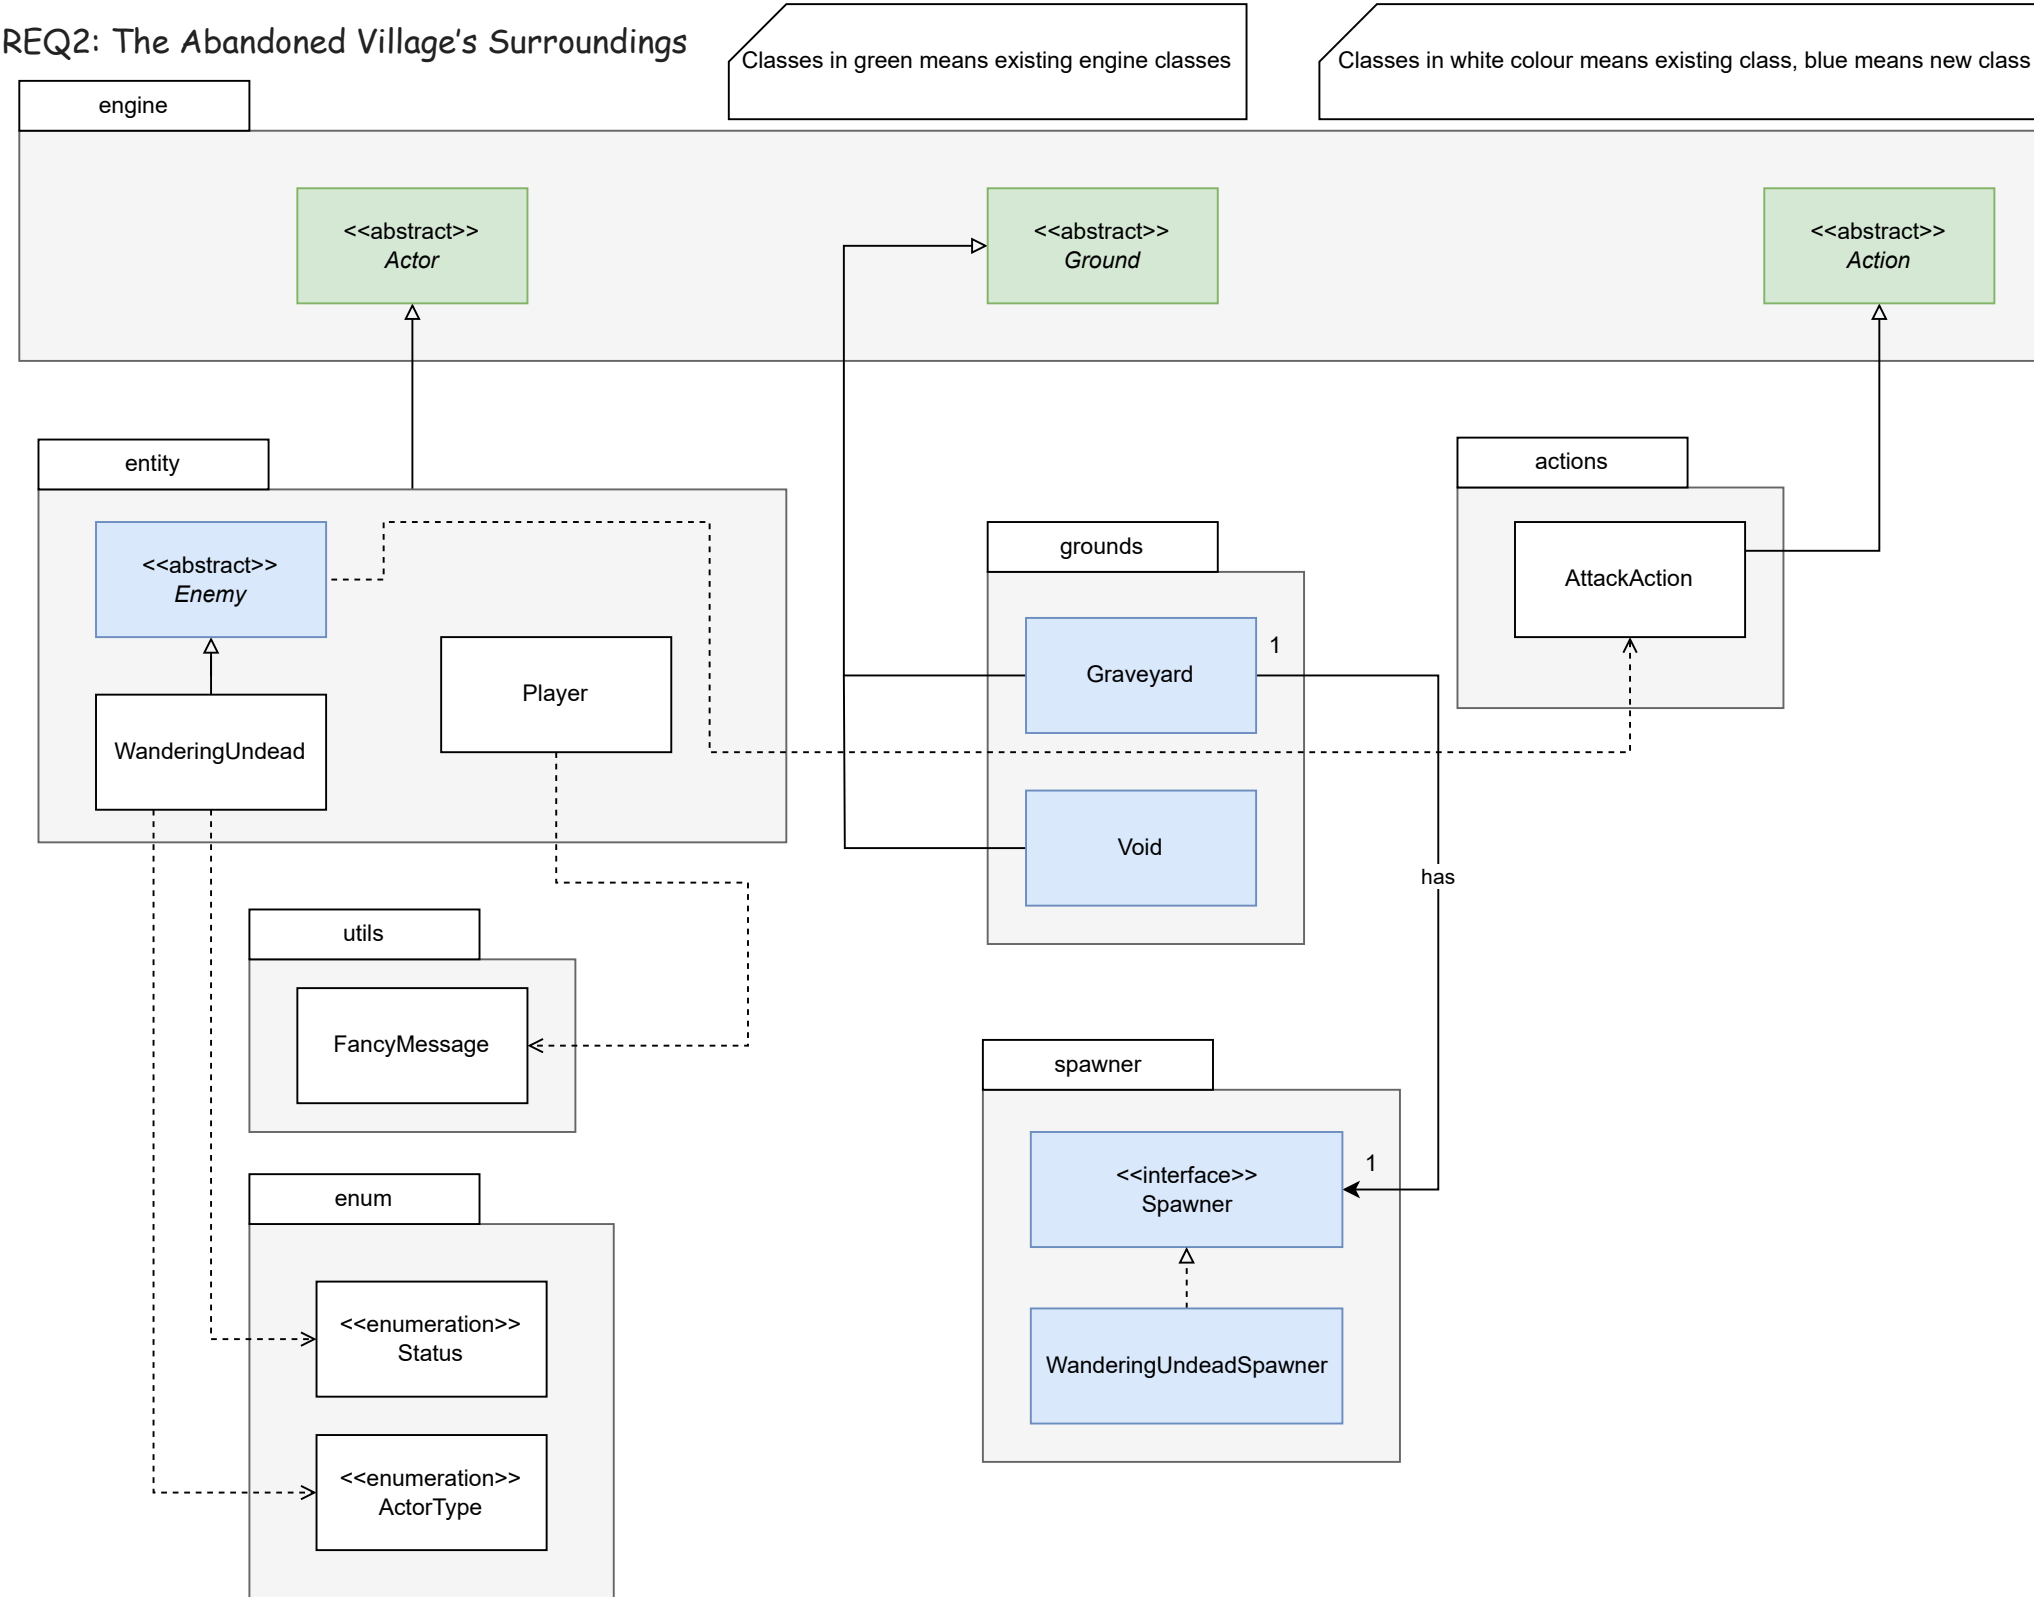 REQ2: The Abandoned Village's Surroundings
Classes in green means existing engine classes
Classes in white colour means existing class, blue means new class
engine
<<abstract>>
Actor
<<abstract>>
Ground
<<abstract>>
Action
entity
<<abstract>>
Enemy
WanderingUndead
Player
grounds
Graveyard
1
Void
actions
AttackAction
has
utils
FancyMessage
spawner
<<interface>>
Spawner
1
WanderingUndeadSpawner
enum
<<enumeration>>
Status
<<enumeration>>
ActorType